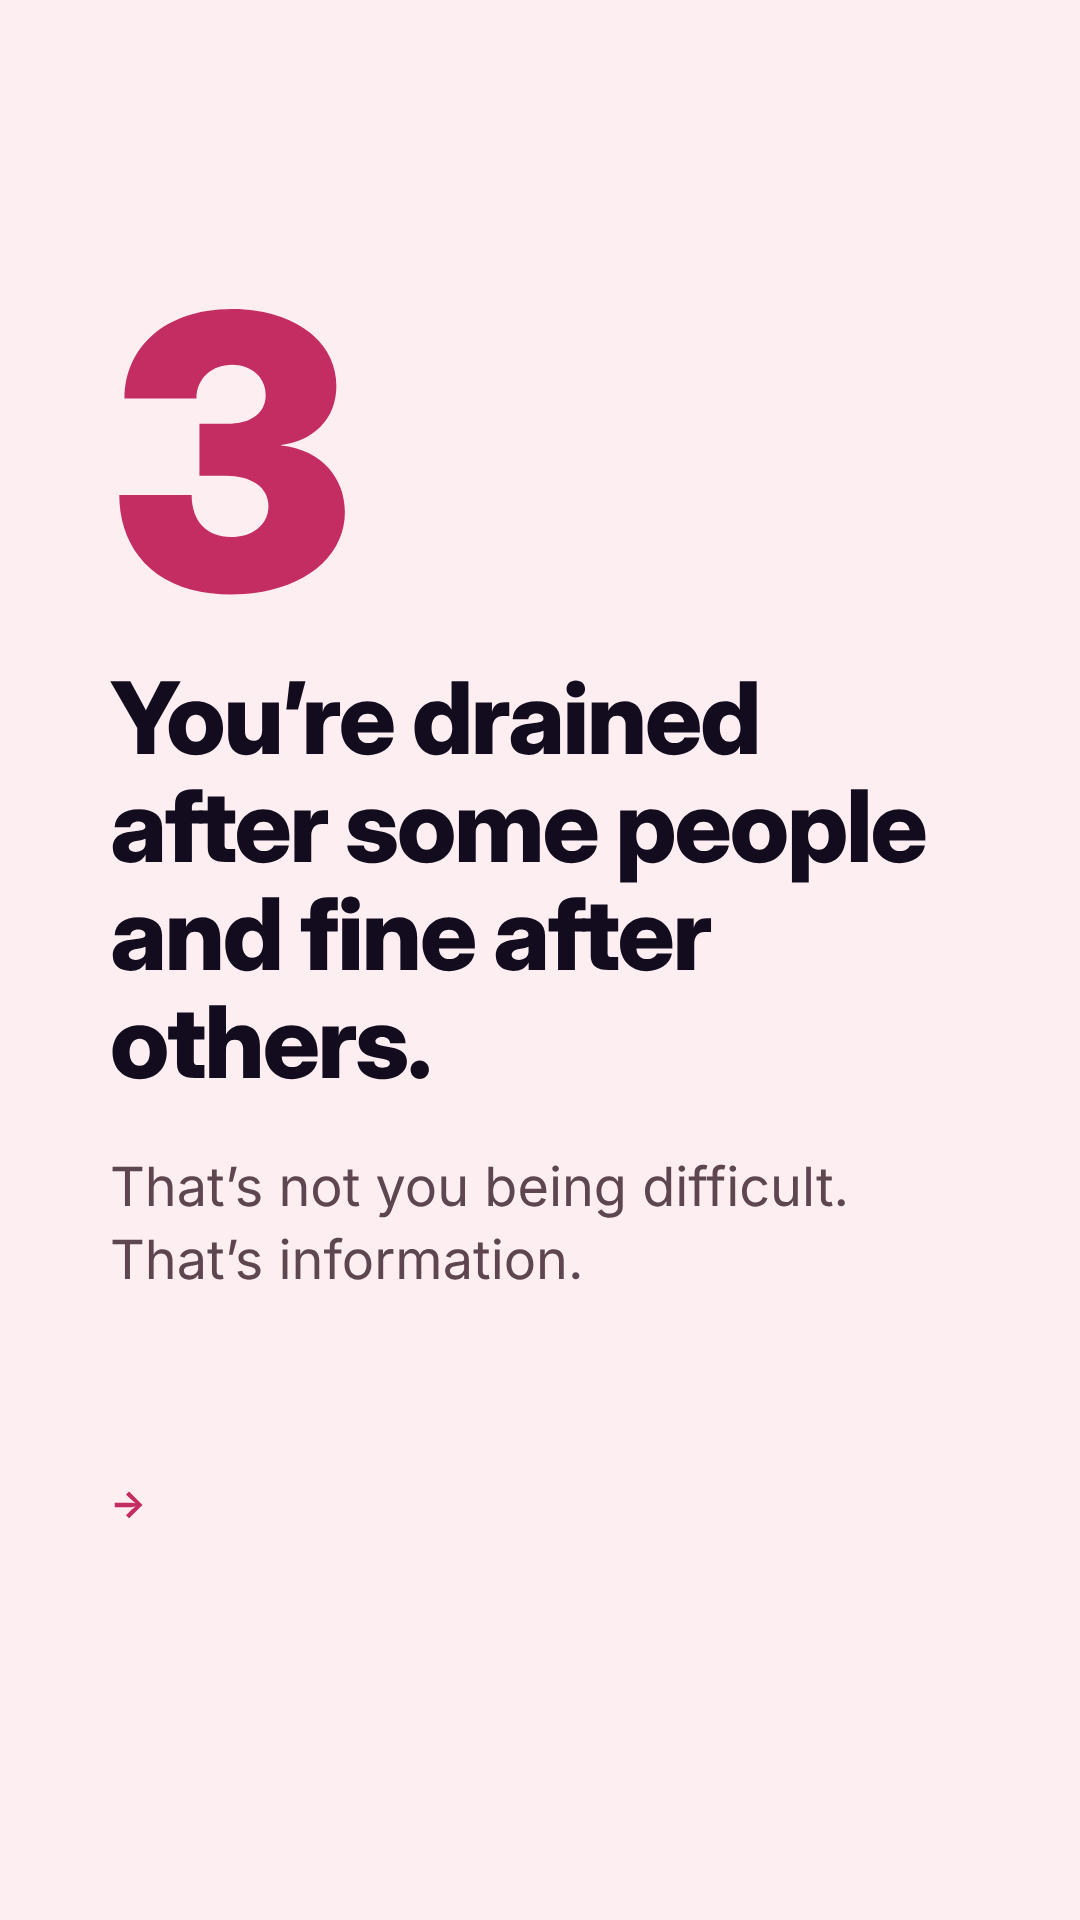 3
You’re drained
after some people
and fine after
others.
That’s not you being difficult.
That’s information.
→